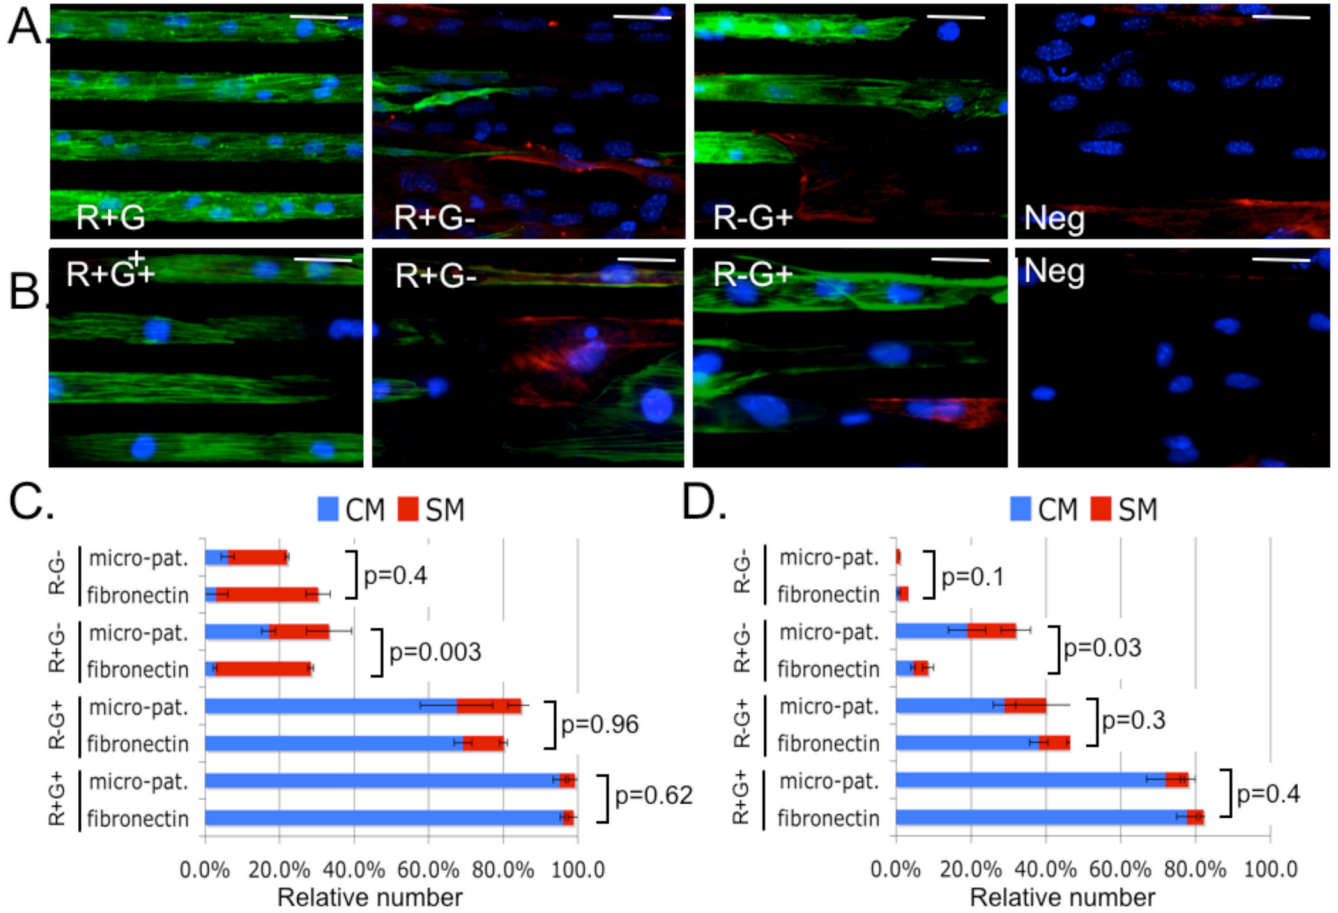 A.
R+G
+
R+G-
R-G+
Neg
B.
R+G+
R+G-
R-G+
Neg
C.
CM SM
R-G-
micro-pat.
fibronectin
p=0.4
R+G-
micro-pat.
fibronectin
p=0.003
R-G+
micro-pat.
fibronectin
p=0.96
R+G+
micro-pat.
fibronectin
p=0.62
0.0% 20.0% 40.0% 60.0% 80.0% 100.0
Relative number
D.
CM SM
R-G-
micro-pat.
fibronectin
p=0.1
R+G-
micro-pat.
fibronectin
p=0.03
R-G+
micro-pat.
fibronectin
p=0.3
R+G+
micro-pat.
fibronectin
p=0.4
0.0% 20.0% 40.0% 60.0% 80.0% 100.0
Relative number